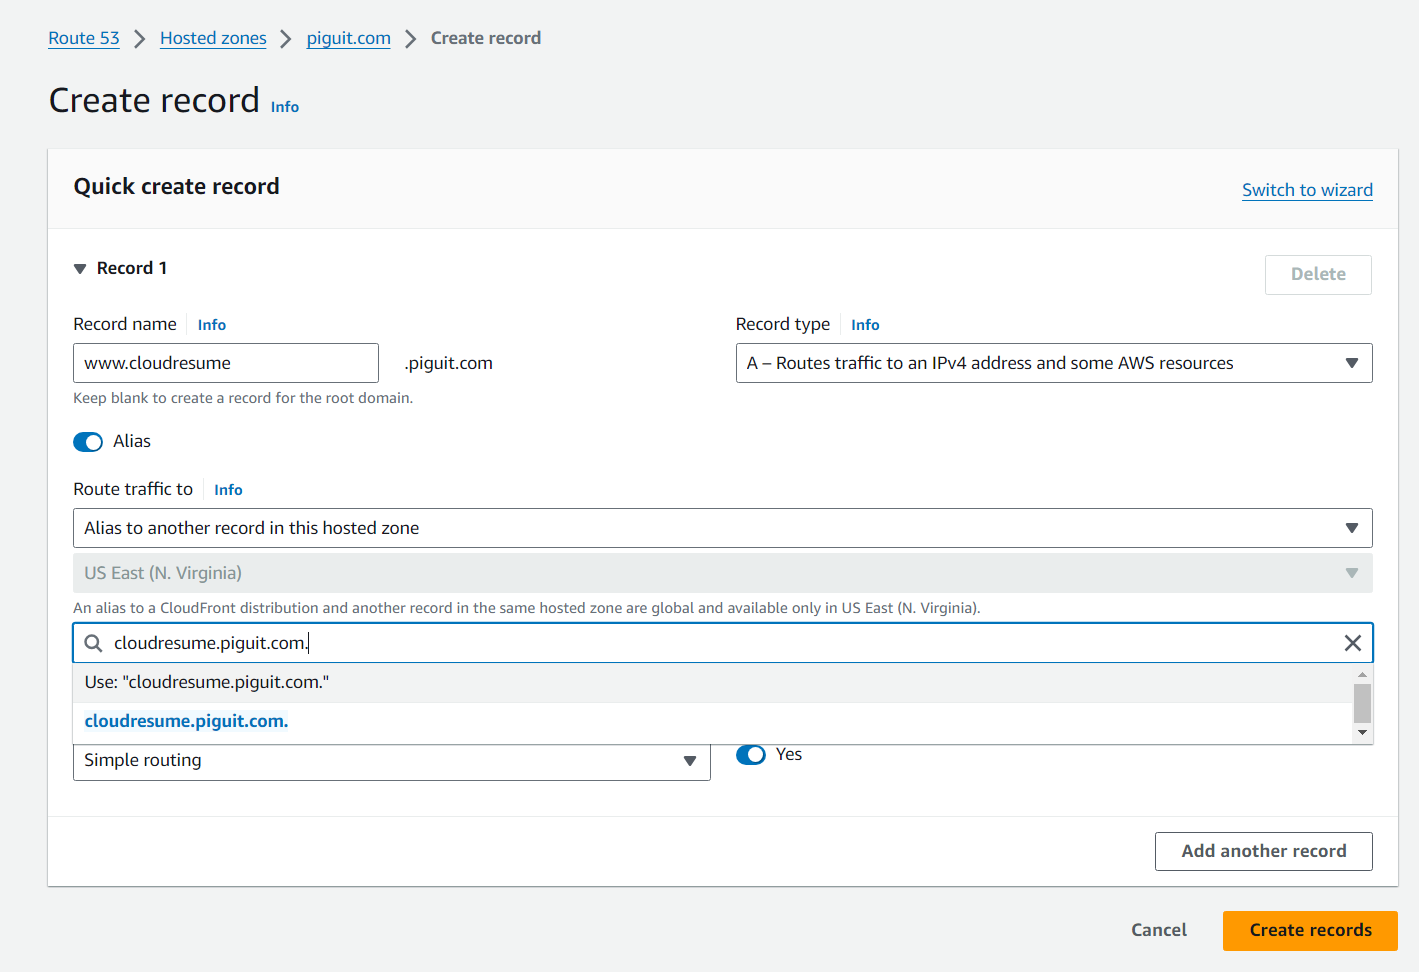 Route 53 > Hosted zones > piguit.com > Create record
Create record Info
Quick create record
Switch to wizard
Record 1
Delete
Record name Info
Record type Info
www.cloudresume .piguit.com
A – Routes traffic to an IPv4 address and some AWS resources
Keep blank to create a record for the root domain.
Alias
Route traffic to Info
Alias to another record in this hosted zone
US East (N. Virginia)
An alias to a CloudFront distribution and another record in the same hosted zone are global and available only in US East (N. Virginia).
cloudresume.piguit.com.
Use: "cloudresume.piguit.com."
cloudresume.piguit.com.
Simple routing
Yes
Add another record
Cancel
Create records